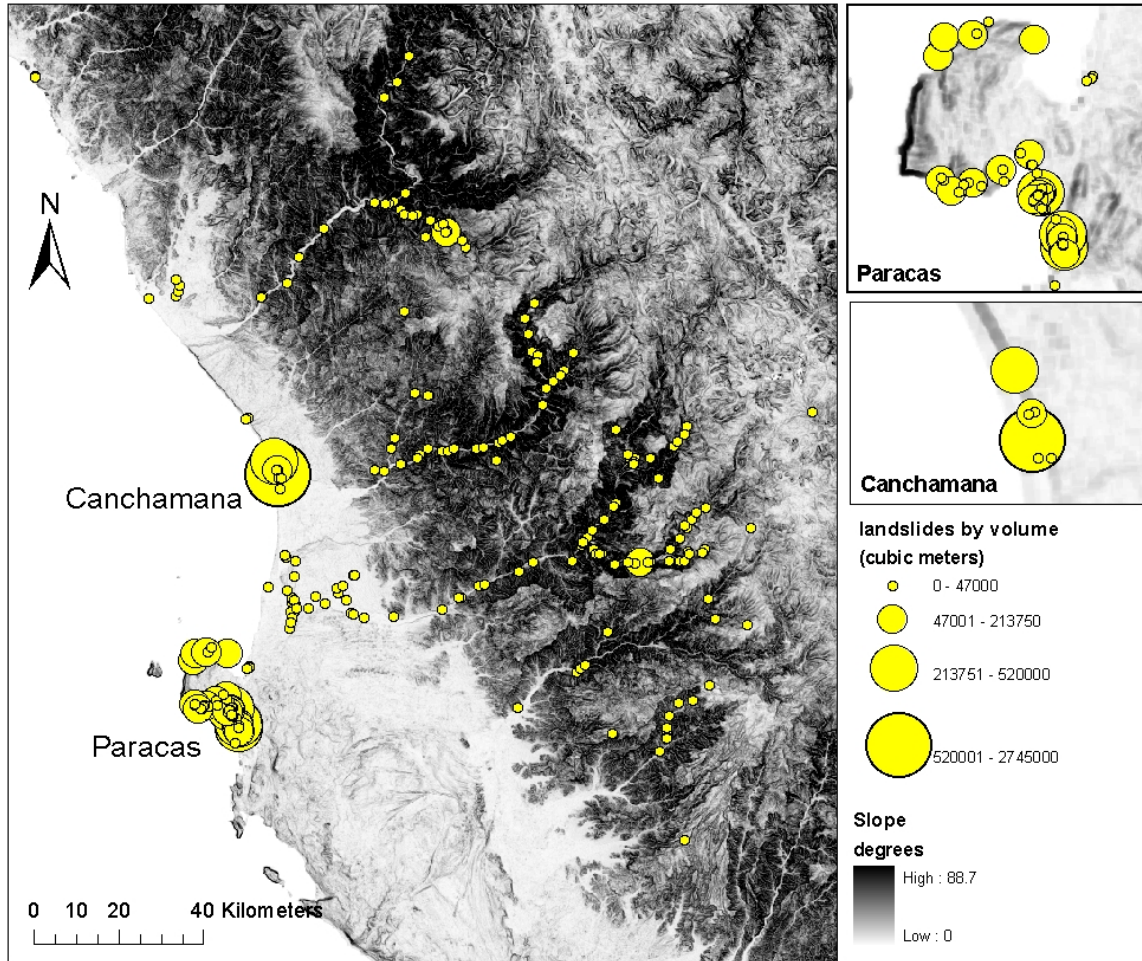 N
Canchamana
Paracas
0 10 20 40 Kilometers
Paracas
Canchamana
landslides by volume
(cubic meters)
0 - 47000
47001 - 213750
213751 - 520000
520001 - 2745000
Slope
degrees
High : 88.7
Low : 0